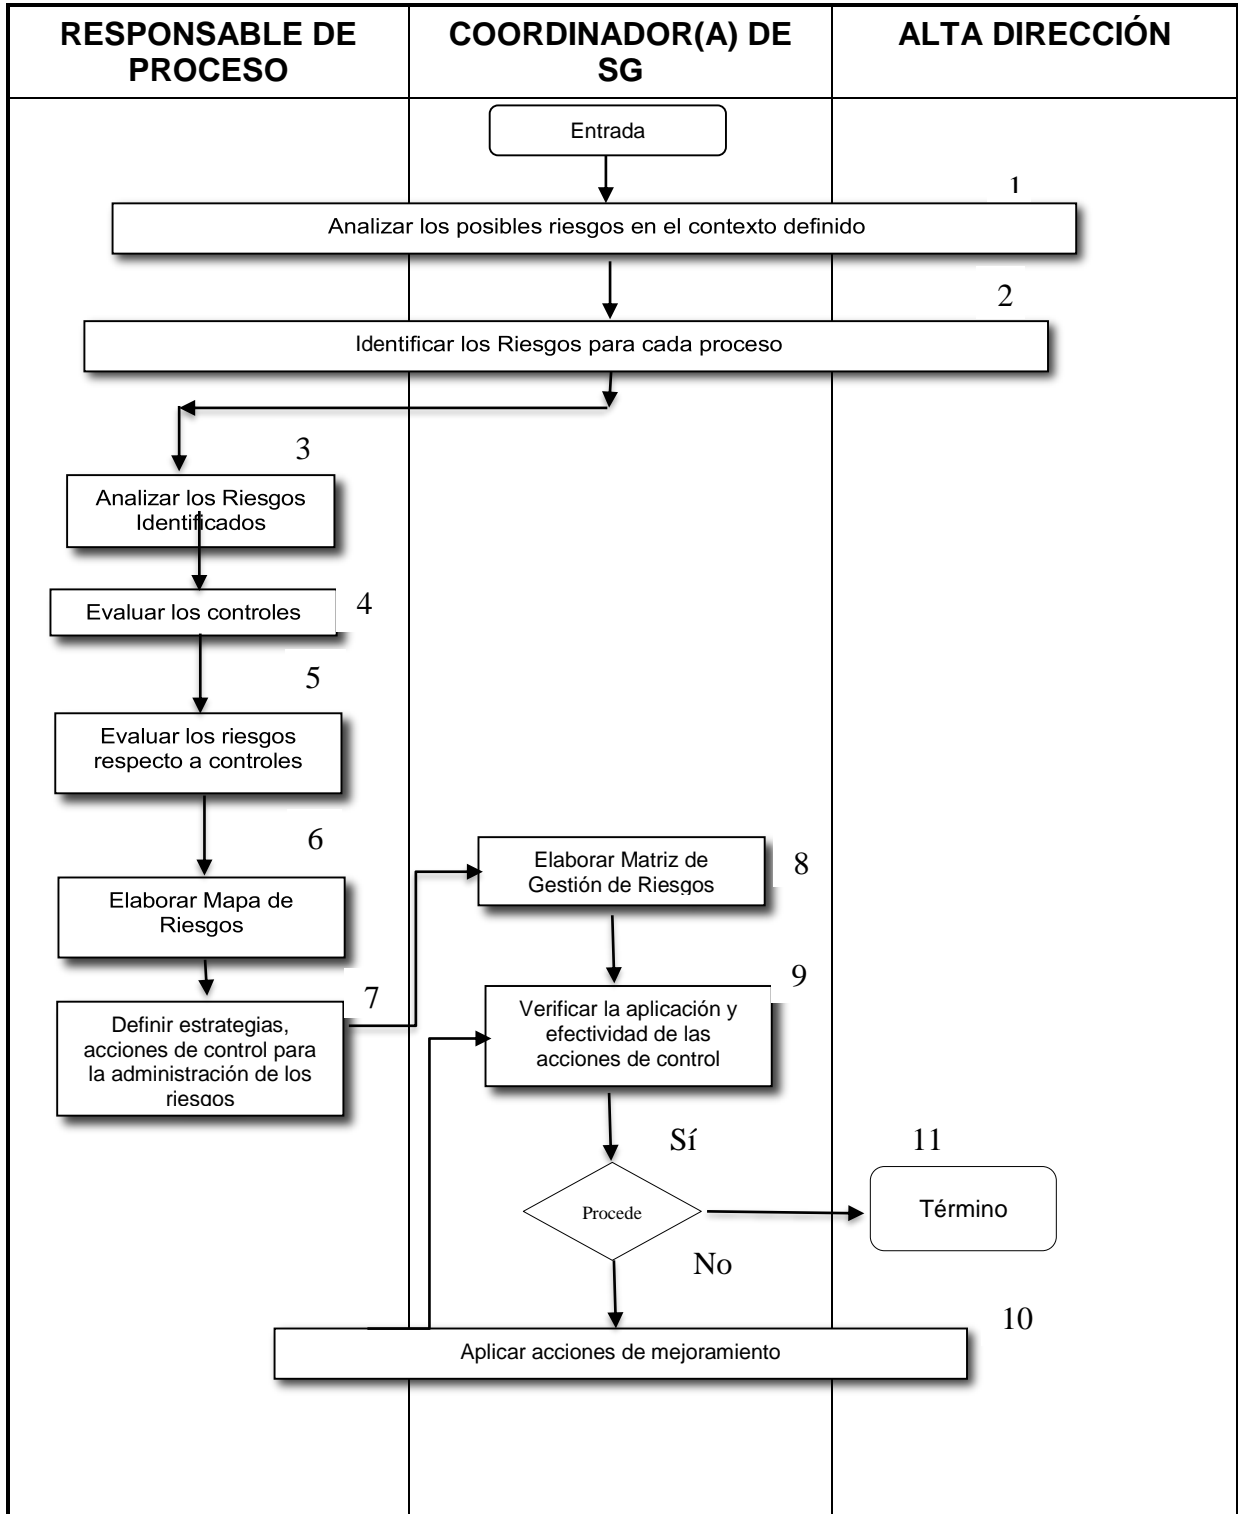 RESPONSABLE DE
PROCESO
COORDINADOR(A) DE
SG
ALTA DIRECCIÓN
Entrada
1
Analizar los posibles riesgos en el contexto definido
2
Identificar los Riesgos para cada proceso
3
Analizar los Riesgos
Identificados
Evaluar los controles
4
5
Evaluar los riesgos
respecto a controles
6
Elaborar Mapa de
Riesgos
7
Definir estrategias,
acciones de control para
la administración de los
riesgos
Elaborar Matriz de
Gestión de Riesgos
8
9
Verificar la aplicación y
efectividad de las
acciones de control
Sí
Procede
No
11
Término
10
Aplicar acciones de mejoramiento